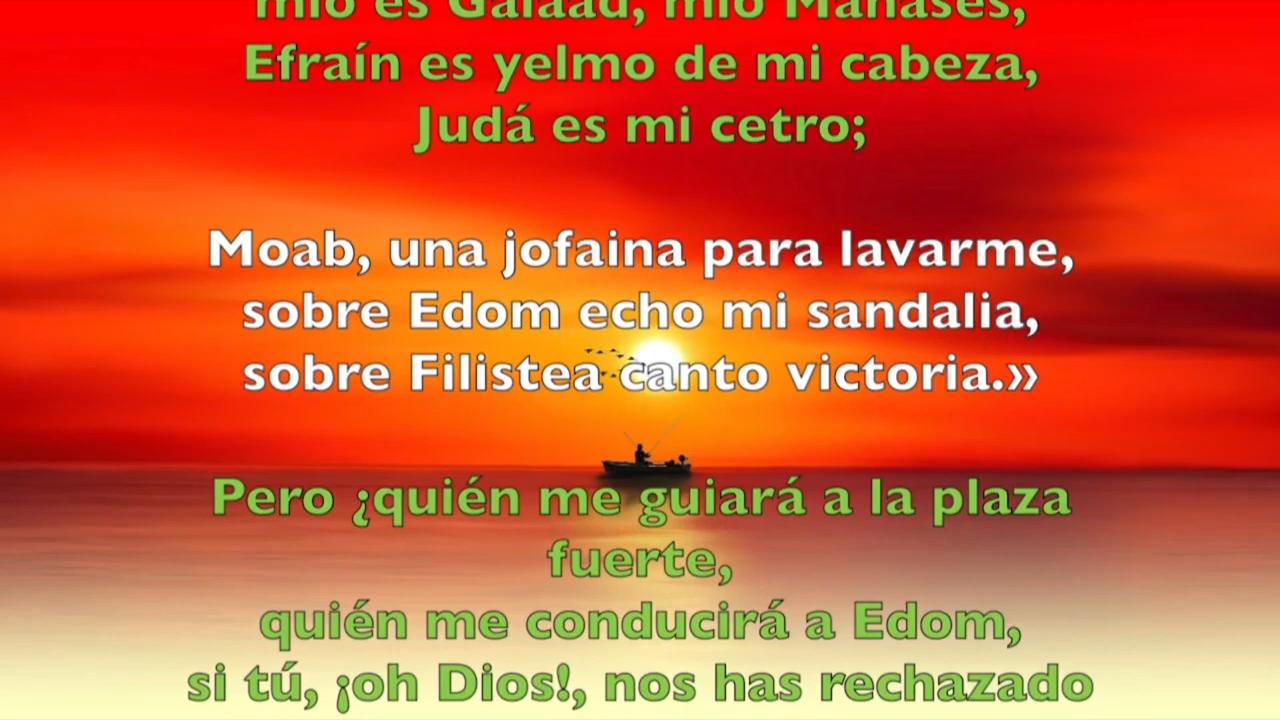 mío es Galaad, mío Manasés,
Efraín es yelmo de mi cabeza,
Judá es mi cetro;
Moab, una jofaina para lavarme,
sobre Edom echo mi sandalia,
sobre Filistea canto victoria.»
Pero ¿quién me guiará a la plaza
fuerte,
quién me conducirá a Edom,
si tú, ¡oh Dios!, nos has rechazado